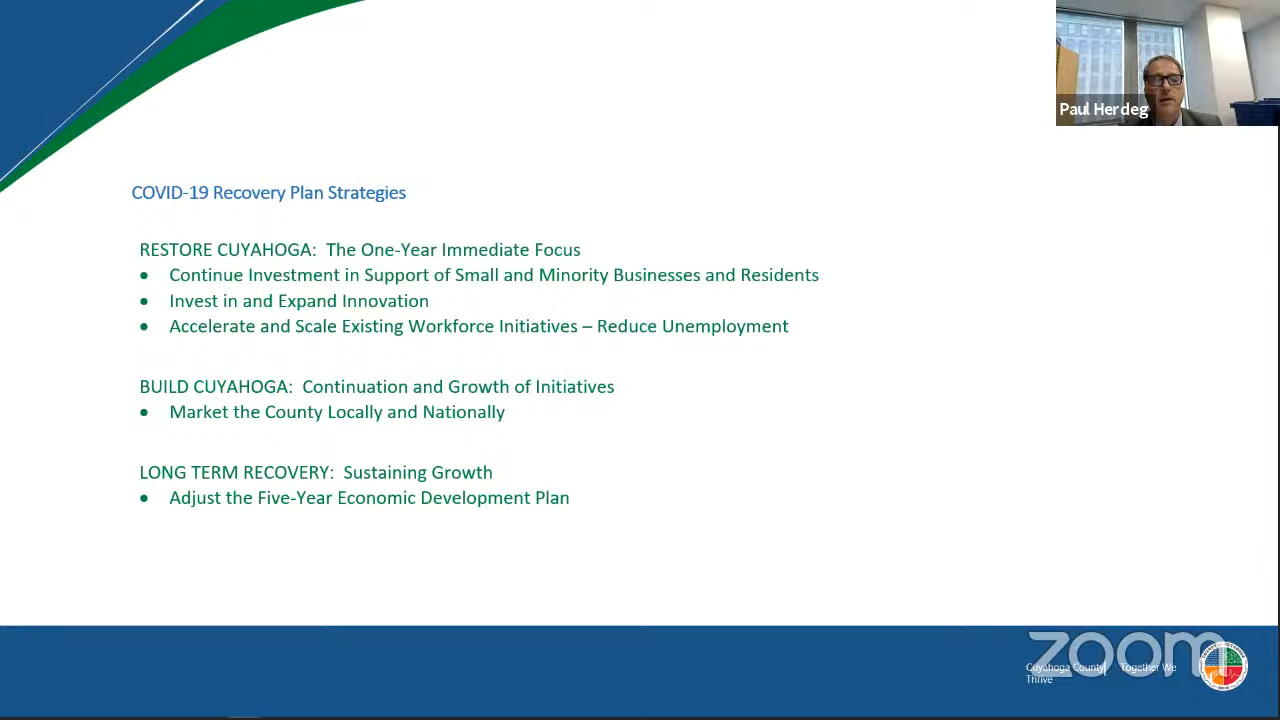 Paul Herdeg
COVID-19 Recovery Plan Strategies
RESTORE CUYAHOGA:  The One-Year Immediate Focus
• Continue Investment in Support of Small and Minority Businesses and Residents
• Invest in and Expand Innovation
• Accelerate and Scale Existing Workforce Initiatives – Reduce Unemployment
BUILD CUYAHOGA:  Continuation and Growth of Initiatives
• Market the County Locally and Nationally
LONG TERM RECOVERY:  Sustaining Growth
• Adjust the Five-Year Economic Development Plan
zoom
Cuyahoga County| Together We
Thrive